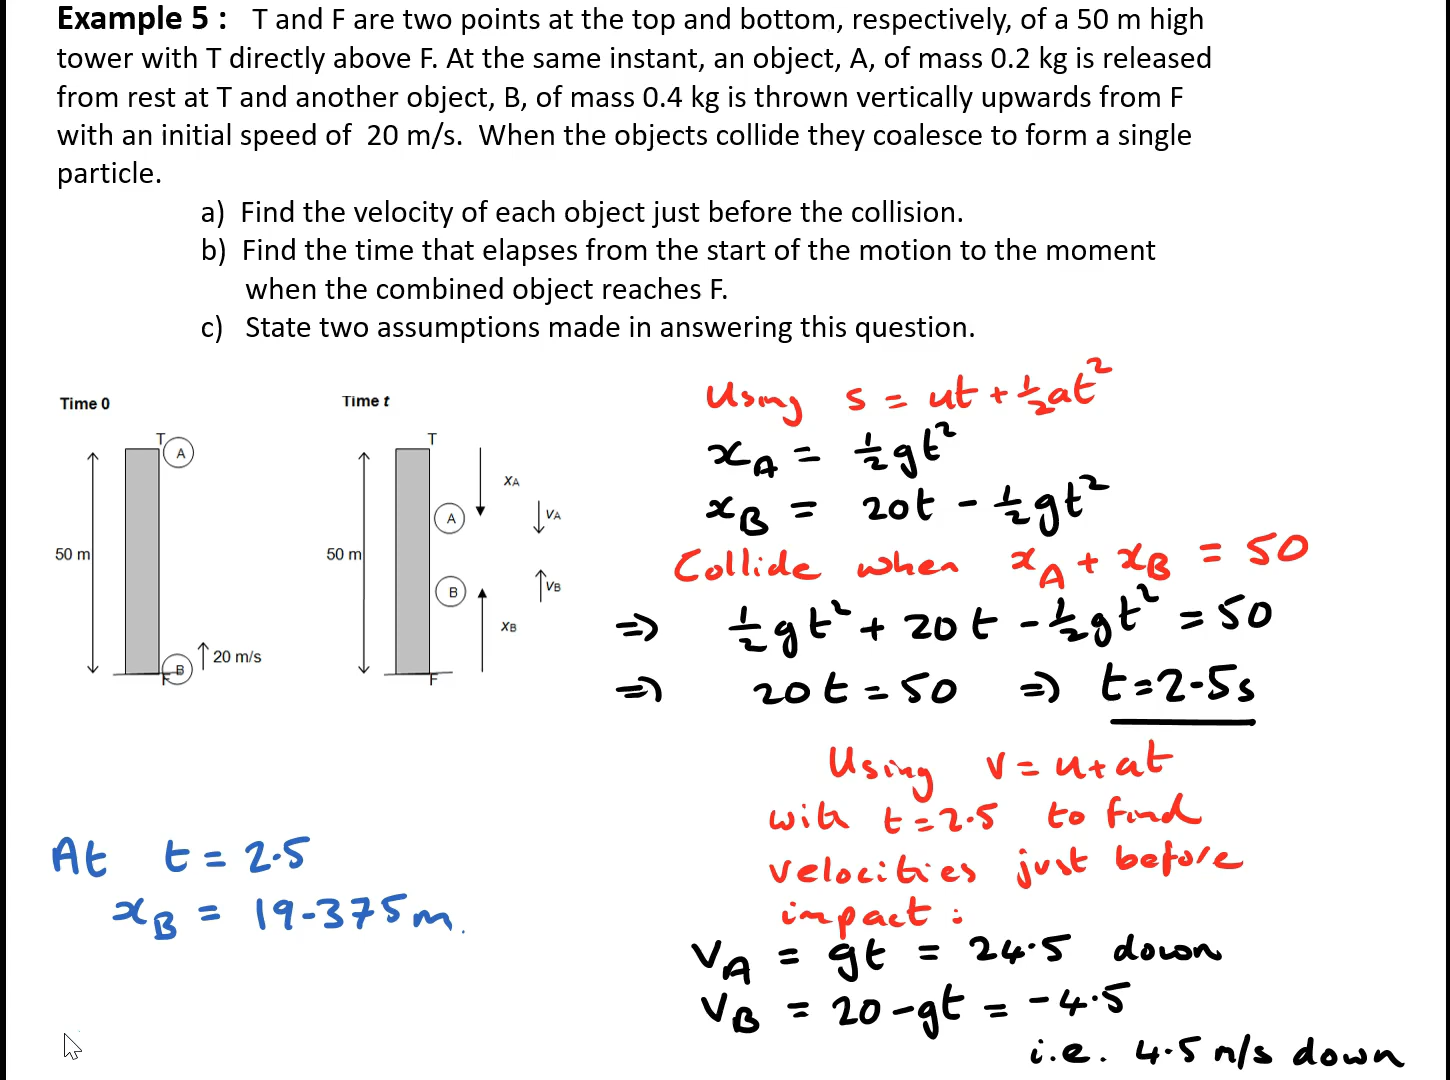 Example 5 : T and F are two points at the top and bottom, respectively, of a 50 m high
tower with T directly above F. At the same instant, an object, A, of mass 0.2 kg is released
from rest at T and another object, B, of mass 0.4 kg is thrown vertically upwards from F
with an initial speed of 20 m/s. When the objects collide they coalesce to form a single
particle.
a) Find the velocity of each object just before the collision.
b) Find the time that elapses from the start of the motion to the moment
when the combined object reaches F.
c) State two assumptions made in answering this question.
Time 0
T
A
50 m
B
F
20 m/s
Time t
T
xA
A
vA
50 m
B
vB
xB
F
Using s = ut + ½at²
xA = ½gt²
xB = 20t - ½gt²
Collide when xA + xB = 50
=> ½gt² + 20t - ½gt² = 50
=> 20t = 50 => t=2.5s
Using v = u+at
with t=2.5 to find
velocities just before
impact :
VA = gt = 24.5 down
VB = 20-gt = -4.5
i.e. 4.5 m/s down
At t = 2.5
xB = 19.375m.